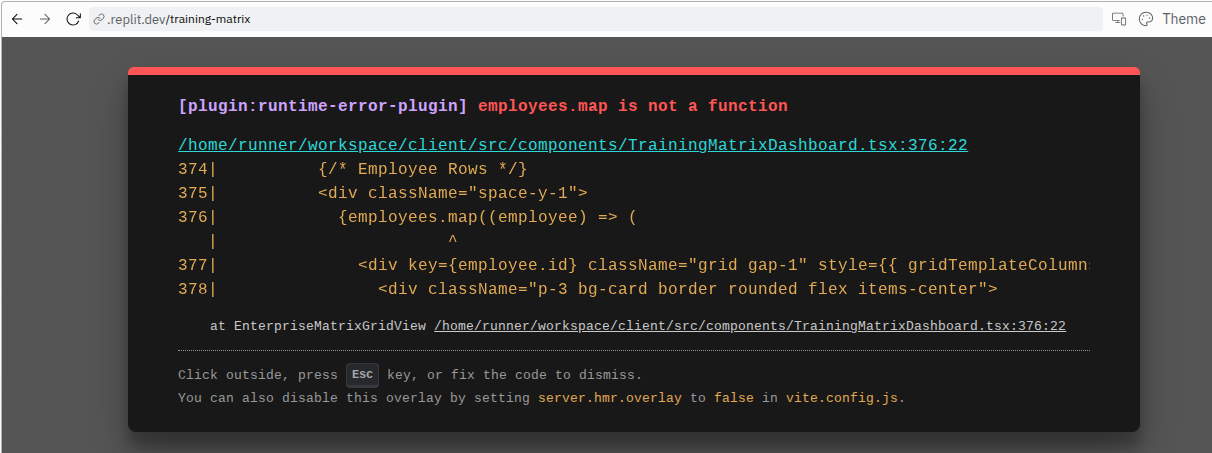 .replit.dev/training-matrix
Theme
[plugin:runtime-error-plugin] employees.map is not a function
/home/runner/workspace/client/src/components/TrainingMatrixDashboard.tsx:376:22
374|          {/* Employee Rows */}
375|          <div className="space-y-1">
376|            {employees.map((employee) => (
   |                       ^
377|              <div key={employee.id} className="grid gap-1" style={{ gridTemplateColumn
378|                <div className="p-3 bg-card border rounded flex items-center">
at EnterpriseMatrixGridView /home/runner/workspace/client/src/components/TrainingMatrixDashboard.tsx:376:22
Click outside, press Esc key, or fix the code to dismiss.
You can also disable this overlay by setting server.hmr.overlay to false in vite.config.js.